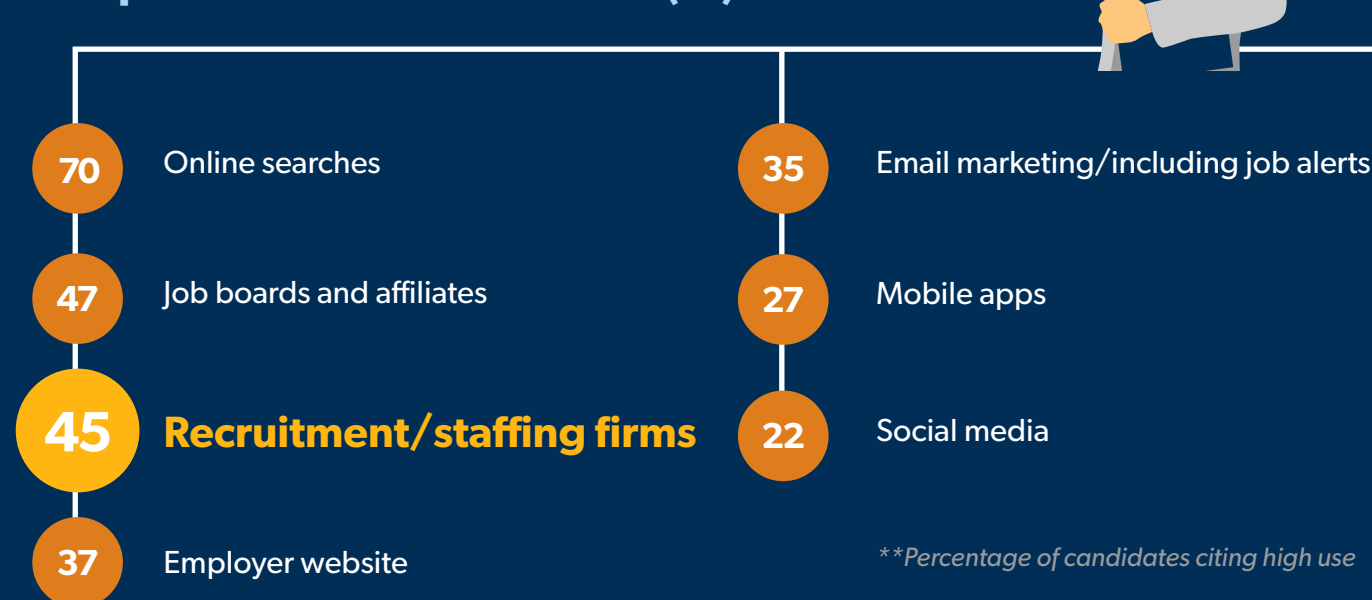 70 Online searches
47 Job boards and affiliates
45 Recruitment/staffing firms
37 Employer website
35 Email marketing/including job alerts
27 Mobile apps
22 Social media
**Percentage of candidates citing high use